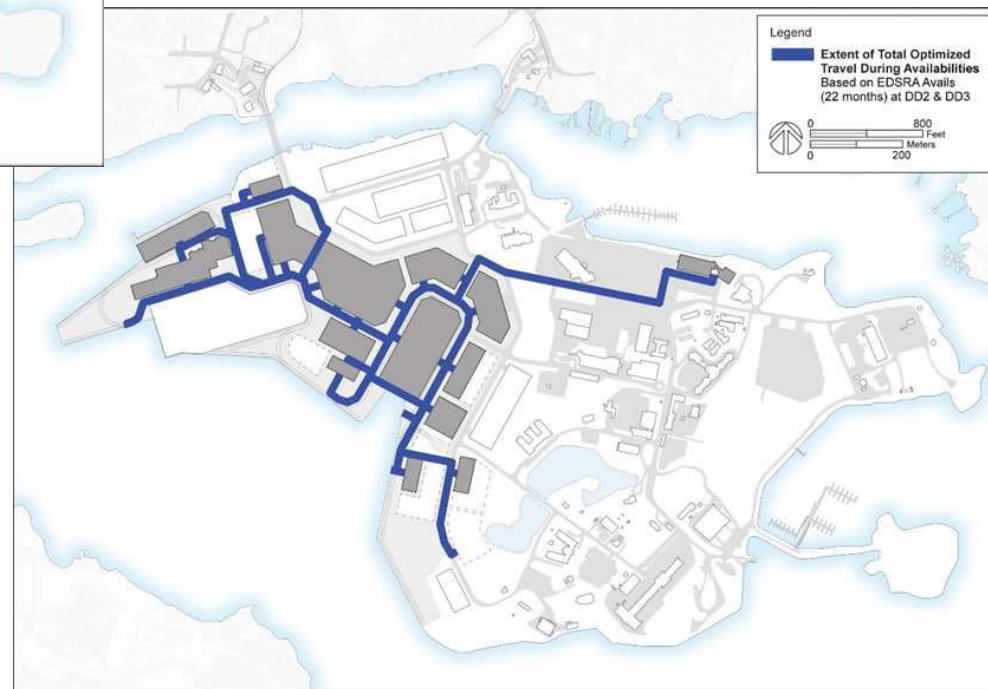 Legend
Extent of Total Optimized
Travel During Availabilities
Based on EDSRA Avails
(22 months) at DD2 & DD3
0 800
Feet
Meters
0 200